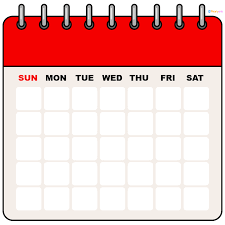 SUN MON TUE WED THU FRI SAT